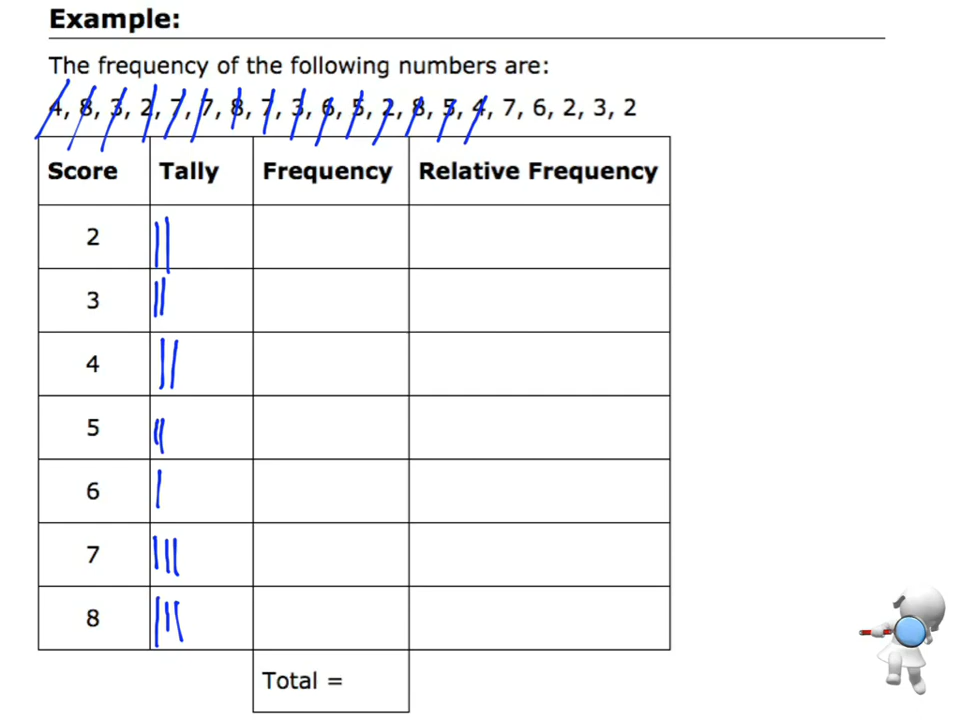 Example:
The frequency of the following numbers are:
4, 8, 3, 2, 7, 7, 8, 7, 3, 6, 5, 2, 8, 5, 4, 7, 6, 2, 3, 2
Score Tally Frequency Relative Frequency
2 ||
3 ||
4 ||
5 ||
6 |
7 |||
8 |||
Total =